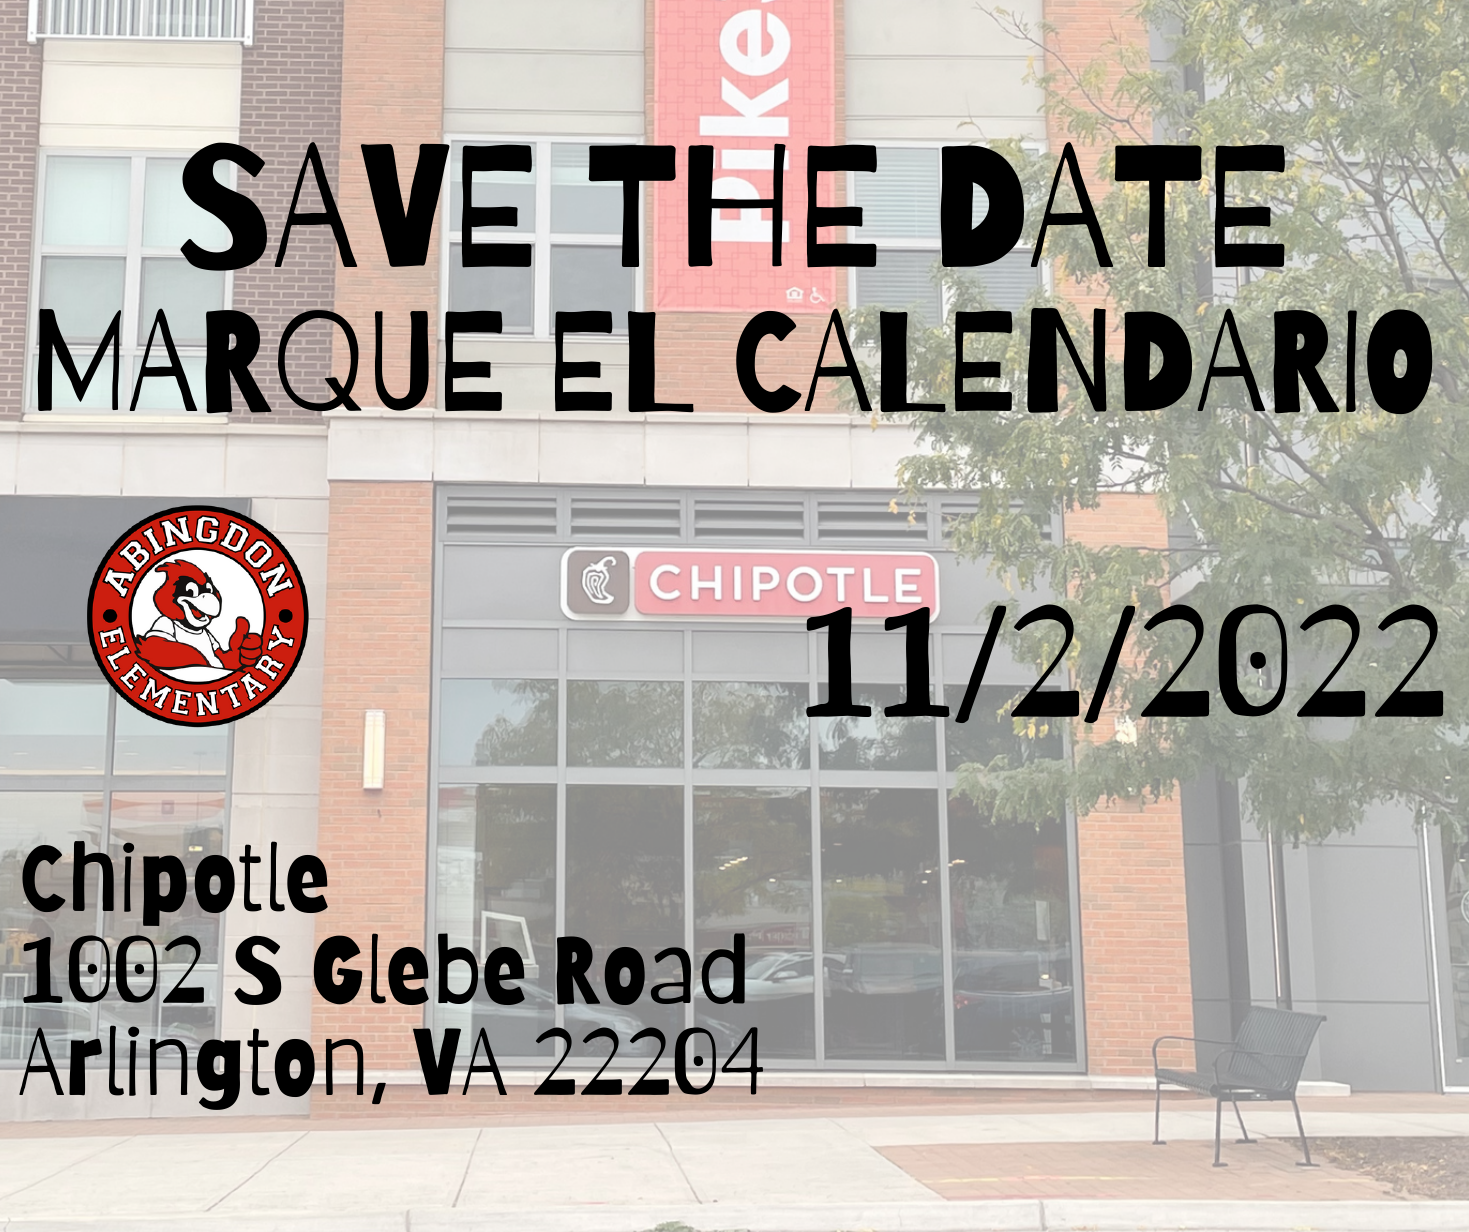 Pike
SAVE THE DATE
MARQUE EL CALENDARIO
ABINGDON
ELEMENTARY
CHIPOTLE
11/2/2022
Chipotle
1002 S Glebe Road
Arlington, VA 22204